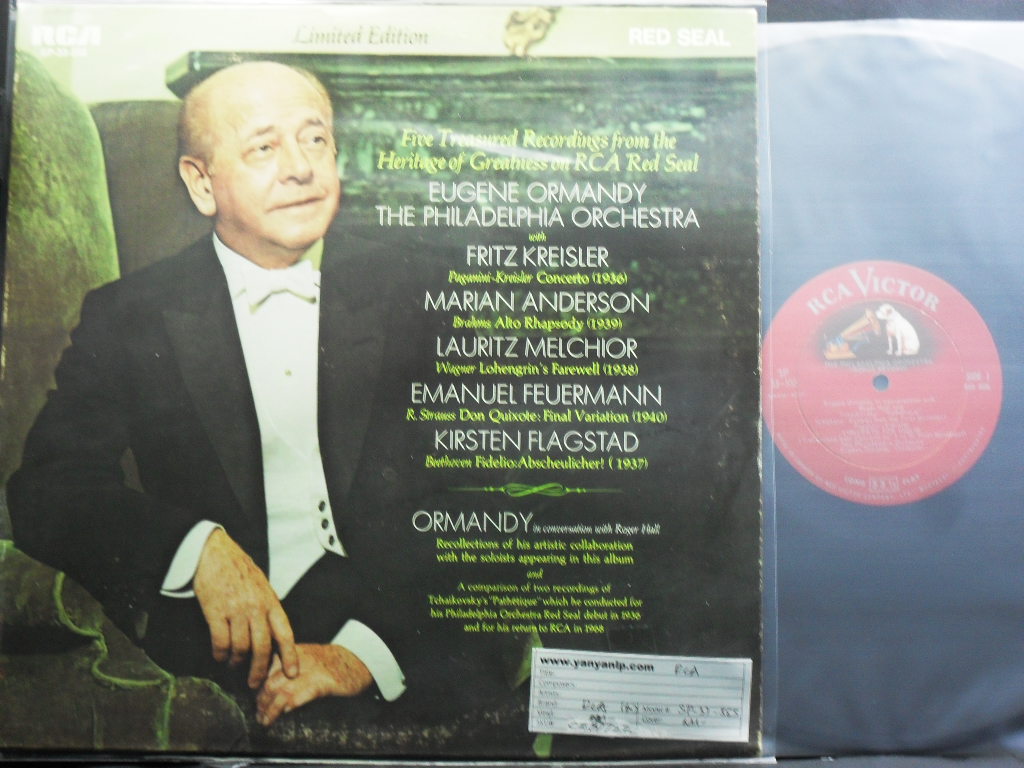 RCA
Limited Edition
RED SEAL
Five Treasured Recordings from the
Heritage of Greatness on RCA Red Seal
EUGENE ORMANDY
THE PHILADELPHIA ORCHESTRA
with
FRITZ KREISLER
Paganini-Kreisler Concerto (1936)
MARIAN ANDERSON
Brahms Alto Rhapsody (1939)
LAURITZ MELCHIOR
Wagner Lohengrin's Farewell (1938)
EMANUEL FEUERMANN
R. Strauss Don Quixote: Final Variation (1940)
KIRSTEN FLAGSTAD
Beethoven Fidelio: Abscheulicher! (1937)
ORMANDY in conversation with Roger Hall
Recollections of his artistic collaboration
with the soloists appearing in this album
and
A comparison of two recordings of
Tchaikovsky's "Pathétique" which he conducted for
his Philadelphia Orchestra Red Seal debut in 1936
and for his return to RCA in 1968
www.yanyanlp.com
RCA
RCA VICTOR
SIDE 1